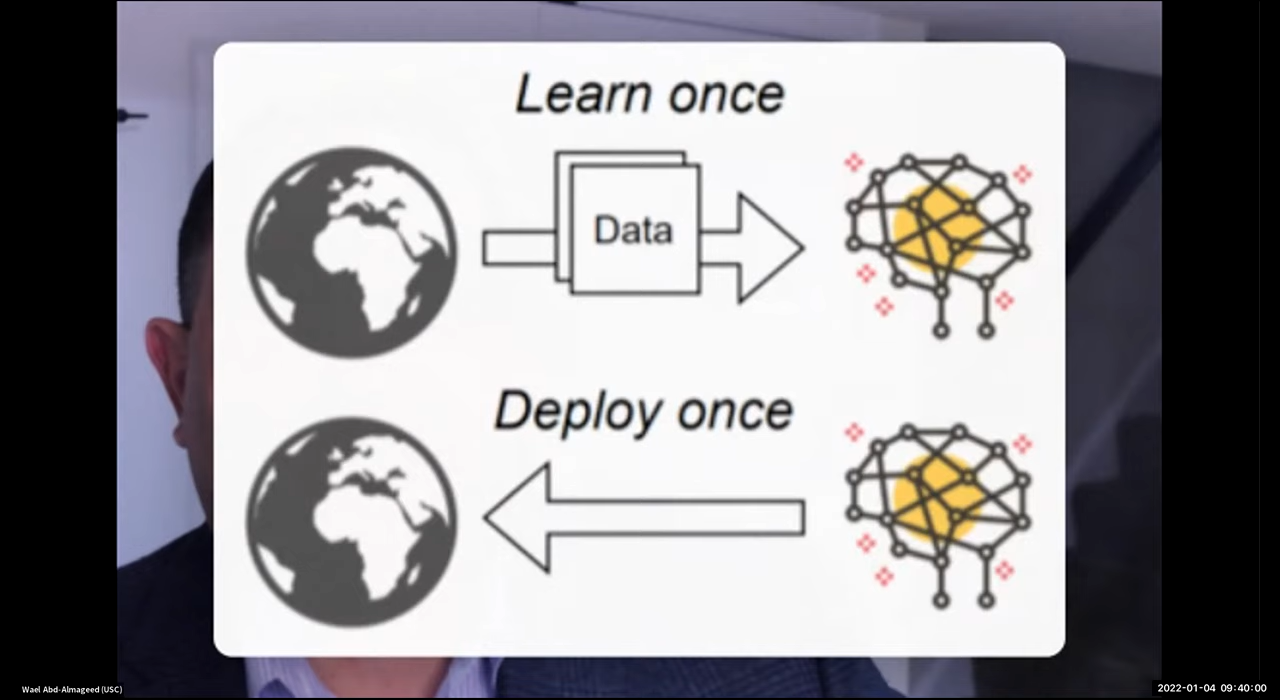 Learn once
Data
Deploy once
Wael Abd-Almageed (USC)
2022-01-04 09:40:00